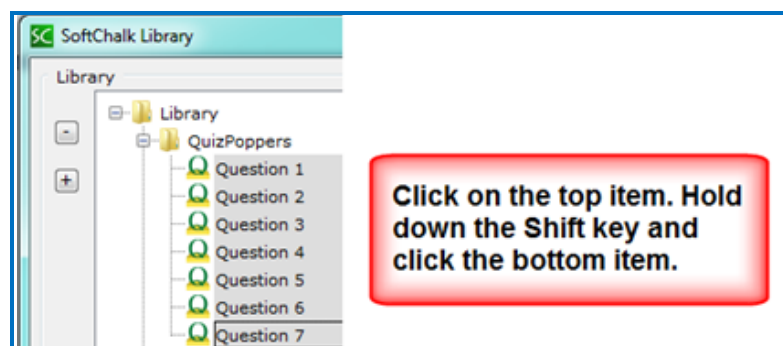 SC SoftChalk Library
Library
Library
QuizPoppers
Question 1
Question 2
Question 3
Question 4
Question 5
Question 6
Question 7
Click on the top item. Hold
down the Shift key and
click the bottom item.